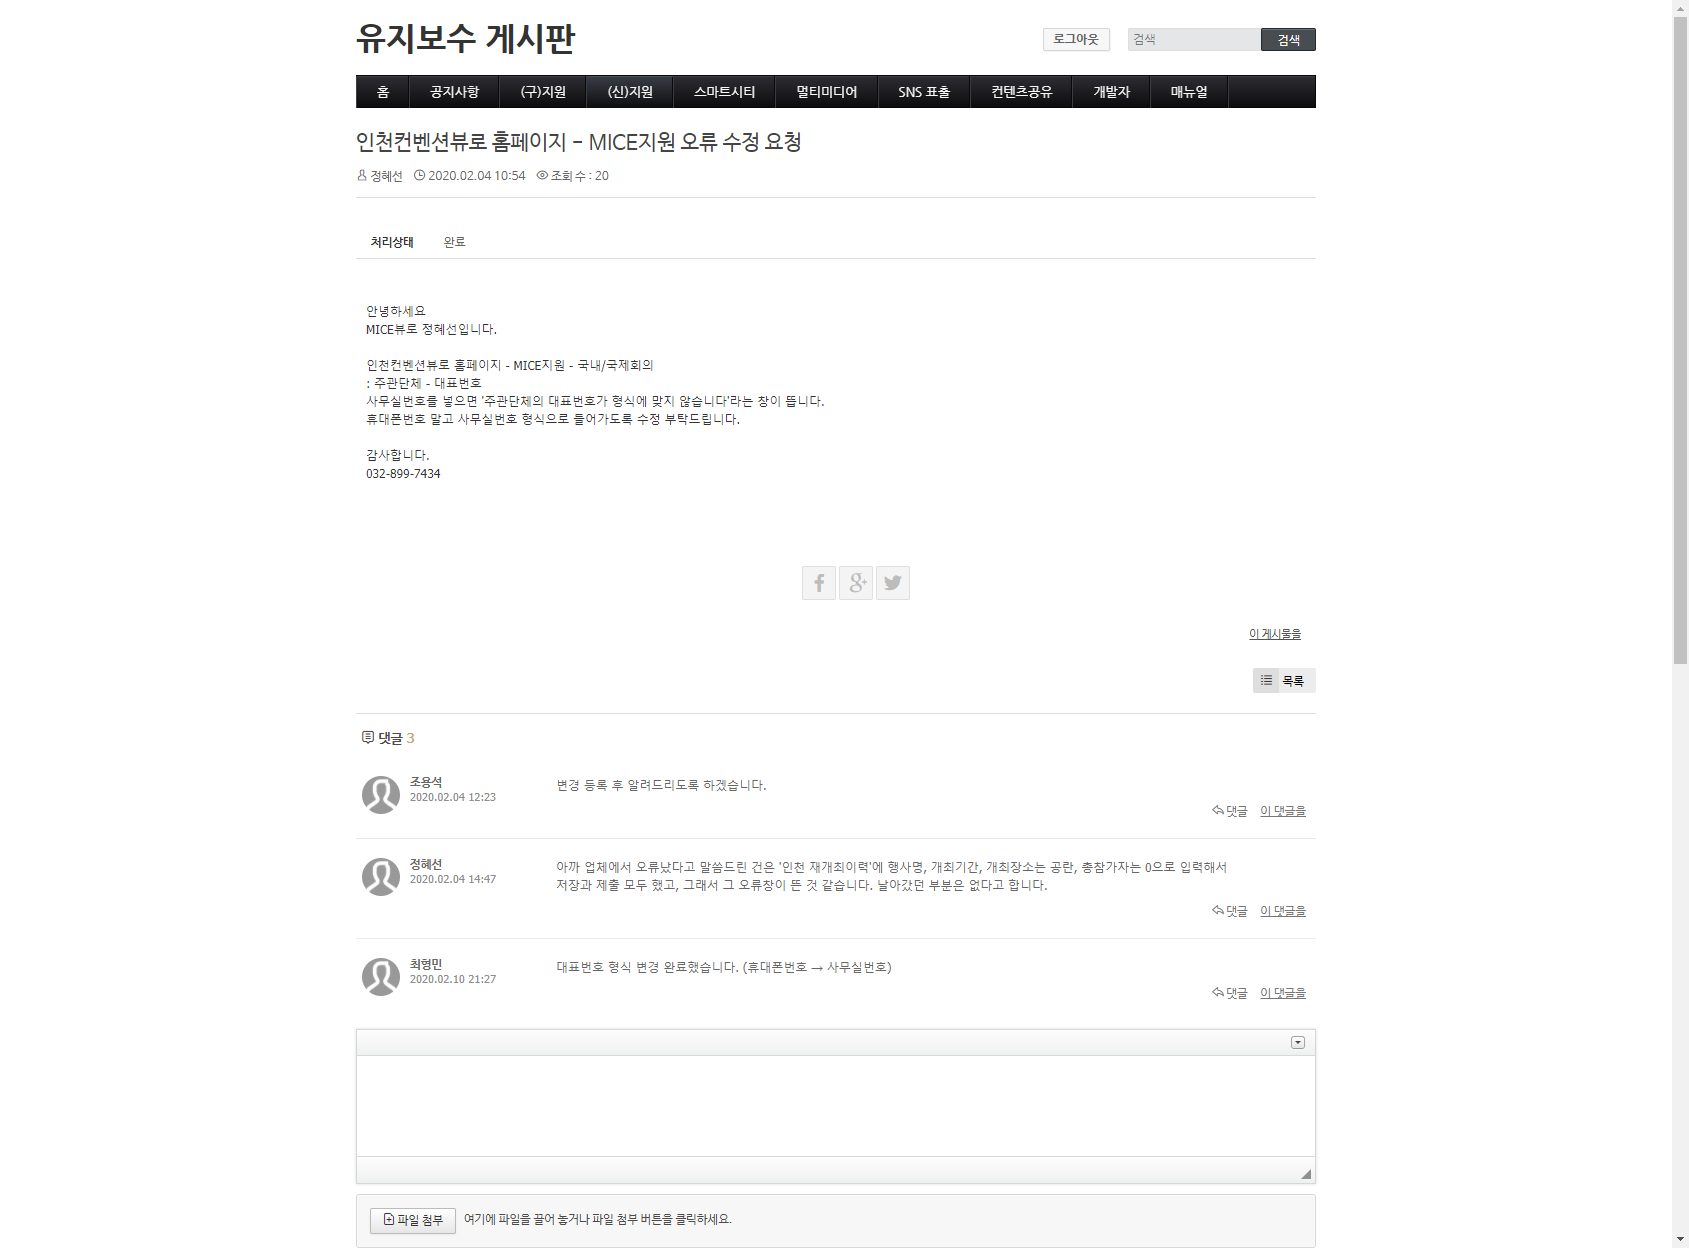 유지보수 게시판
로그아웃 검색 검색
홈 공지사항 (구)지원 (신)지원 스마트시티 멀티미디어 SNS 표출 컨텐츠공유 개발자 매뉴얼
인천컨벤션뷰로 홈페이지 - MICE지원 오류 수정 요청
정혜선 2020.02.04 10:54 조회 수 : 20
처리상태 완료
안녕하세요
MICE뷰로 정혜선입니다.
인천컨벤션뷰로 홈페이지 - MICE지원 - 국내/국제회의
: 주관단체 - 대표번호
사무실번호를 넣으면 '주관단체의 대표번호가 형식에 맞지 않습니다'라는 창이 뜹니다.
휴대폰번호 말고 사무실번호 형식으로 들어가도록 수정 부탁드립니다.
감사합니다.
032-899-7434
이 게시물을
목록
댓글 3
조용석
2020.02.04 12:23
변경 등록 후 알려드리도록 하겠습니다.
댓글 이 댓글을
정혜선
2020.02.04 14:47
아까 업체에서 오류났다고 말씀드린 건은 '인천 재개최이력'에 행사명, 개최기간, 개최장소는 공란, 총참가자는 0으로 입력해서
저장과 제출 모두 했고, 그래서 그 오류창이 뜬 것 같습니다. 날아갔던 부분은 없다고 합니다.
댓글 이 댓글을
최형민
2020.02.10 21:27
대표번호 형식 변경 완료했습니다. (휴대폰번호 → 사무실번호)
댓글 이 댓글을
파일 첨부 여기에 파일을 끌어 놓거나 파일 첨부 버튼을 클릭하세요.